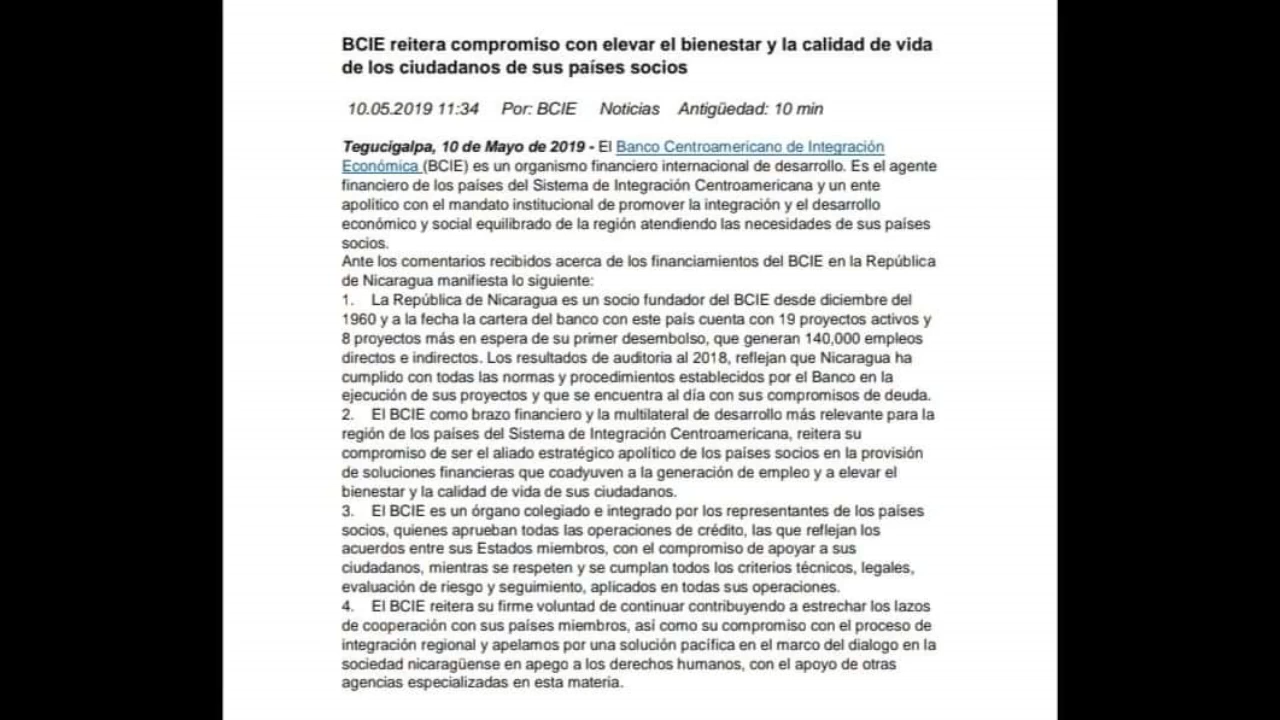 BCIE reitera compromiso con elevar el bienestar y la calidad de vida
de los ciudadanos de sus países socios
10.05.2019 11:34 Por: BCIE Noticias Antigüedad: 10 min
Tegucigalpa, 10 de Mayo de 2019 - El Banco Centroamericano de Integración
Económica (BCIE) es un organismo financiero internacional de desarrollo. Es el agente
financiero de los países del Sistema de Integración Centroamericana y un ente
apolítico con el mandato institucional de promover la integración y el desarrollo
económico y social equilibrado de la región atendiendo las necesidades de sus países
socios.
Ante los comentarios recibidos acerca de los financiamientos del BCIE en la República
de Nicaragua manifiesta lo siguiente:
1. La República de Nicaragua es un socio fundador del BCIE desde diciembre del
1960 y a la fecha la cartera del banco con este país cuenta con 19 proyectos activos y
8 proyectos más en espera de su primer desembolso, que generan 140,000 empleos
directos e indirectos. Los resultados de auditoria al 2018, reflejan que Nicaragua ha
cumplido con todas las normas y procedimientos establecidos por el Banco en la
ejecución de sus proyectos y que se encuentra al día con sus compromisos de deuda.
2. El BCIE como brazo financiero y la multilateral de desarrollo más relevante para la
región de los países del Sistema de Integración Centroamericana, reitera su
compromiso de ser el aliado estratégico apolítico de los países socios en la provisión
de soluciones financieras que coadyuven a la generación de empleo y a elevar el
bienestar y la calidad de vida de sus ciudadanos.
3. El BCIE es un órgano colegiado e integrado por los representantes de los países
socios, quienes aprueban todas las operaciones de crédito, las que reflejan los
acuerdos entre sus Estados miembros, con el compromiso de apoyar a sus
ciudadanos, mientras se respeten y se cumplan todos los criterios técnicos, legales,
evaluación de riesgo y seguimiento, aplicados en todas sus operaciones.
4. El BCIE reitera su firme voluntad de continuar contribuyendo a estrechar los lazos
de cooperación con sus países miembros, así como su compromiso con el proceso de
integración regional y apelamos por una solución pacífica en el marco del dialogo en la
sociedad nicaragüense en apego a los derechos humanos, con el apoyo de otras
agencias especializadas en esta materia.